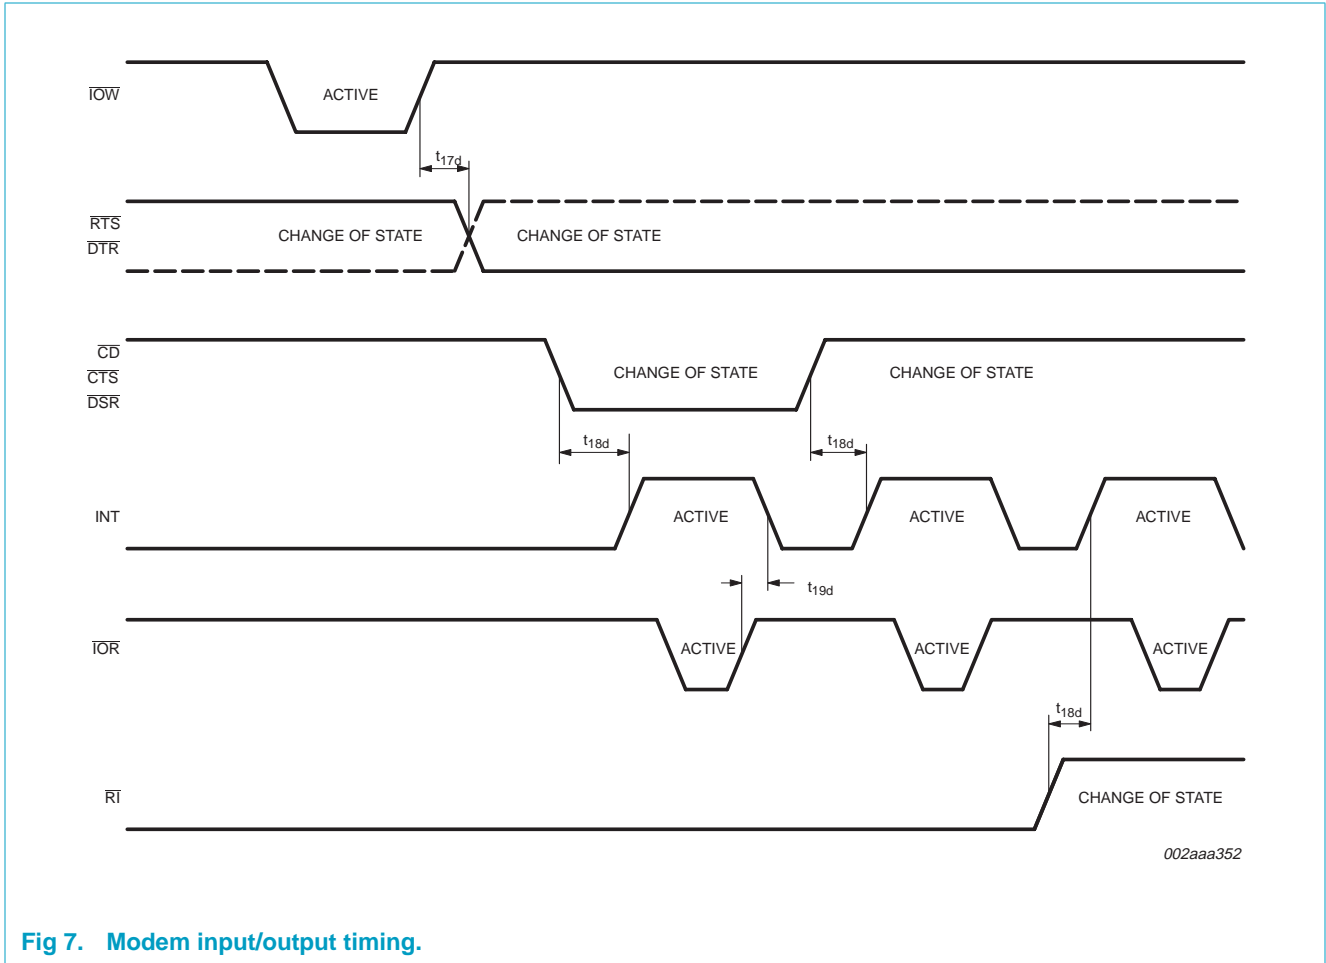 IOW ACTIVE
t17d
RTS
DTR
CHANGE OF STATE CHANGE OF STATE
CD
CTS
DSR
CHANGE OF STATE CHANGE OF STATE
t18d t18d
INT ACTIVE ACTIVE ACTIVE
t19d
IOR ACTIVE ACTIVE ACTIVE
t18d
RI CHANGE OF STATE
002aaa352
Fig 7. Modem input/output timing.